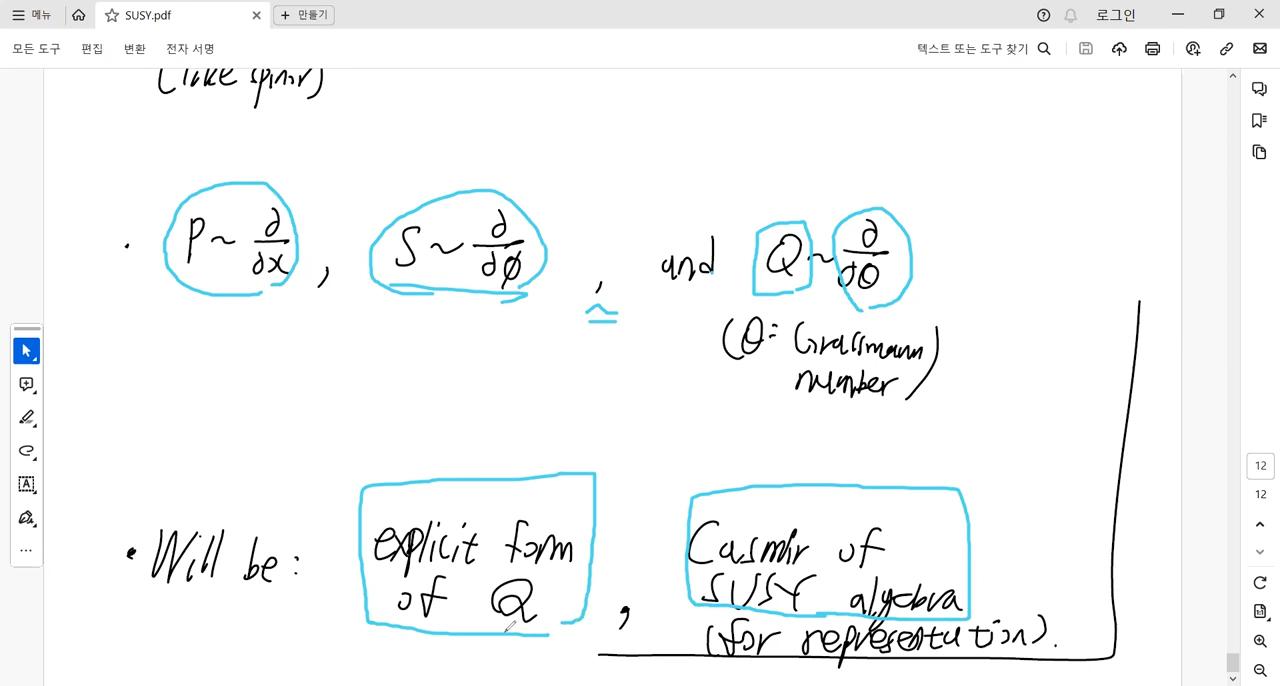 메뉴 SUSY.pdf 만들기 로그인
모든 도구 편집 변환 전자 서명 텍스트 또는 도구 찾기
(like spinor)
· P ~ ∂/∂x , S ~ ∂/∂φ , ≅ and Q ~ ∂/∂θ
(θ = Grassmann
number)
12
12
• Will be: explicit form
of Q ,
Casmir of
SUSY algebra
(for representation).